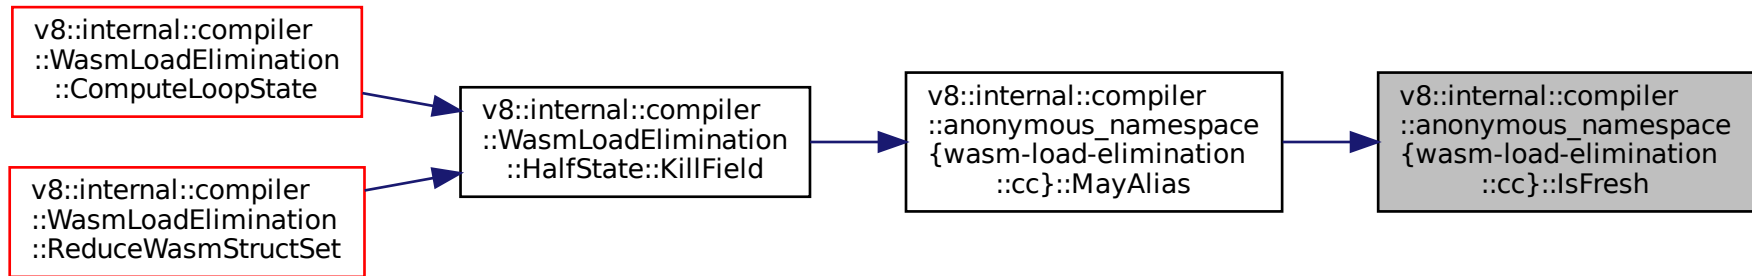 v8::internal::compiler
::WasmLoadElimination
::ComputeLoopState
v8::internal::compiler
::WasmLoadElimination
::ReduceWasmStructSet
v8::internal::compiler
::WasmLoadElimination
::HalfState::KillField
v8::internal::compiler
::anonymous_namespace
{wasm-load-elimination
::cc}::MayAlias
v8::internal::compiler
::anonymous_namespace
{wasm-load-elimination
::cc}::IsFresh